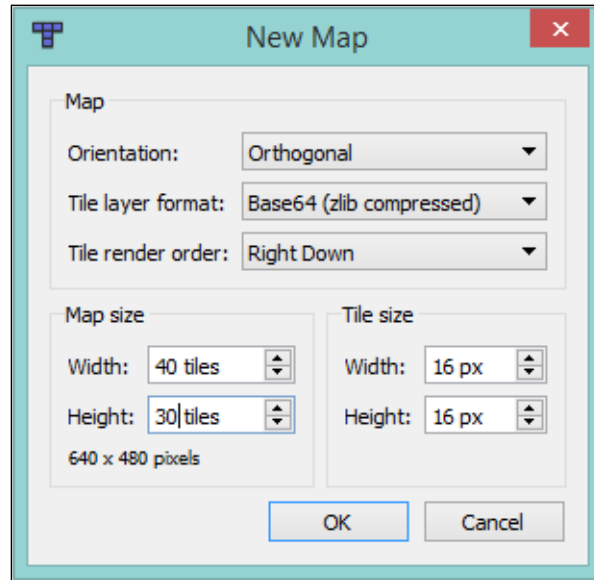 New Map
Map
Orientation: Orthogonal
Tile layer format: Base64 (zlib compressed)
Tile render order: Right Down
Map size
Width: 40 tiles
Height: 30 tiles
640 x 480 pixels
Tile size
Width: 16 px
Height: 16 px
OK Cancel